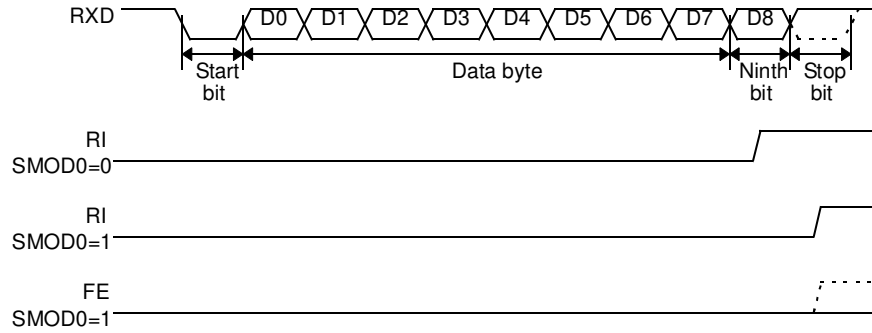 RXD D0 D1 D2 D3 D4 D5 D6 D7 D8
Start bit Data byte Ninth bit Stop bit
RI
SMOD0=0
RI
SMOD0=1
FE
SMOD0=1